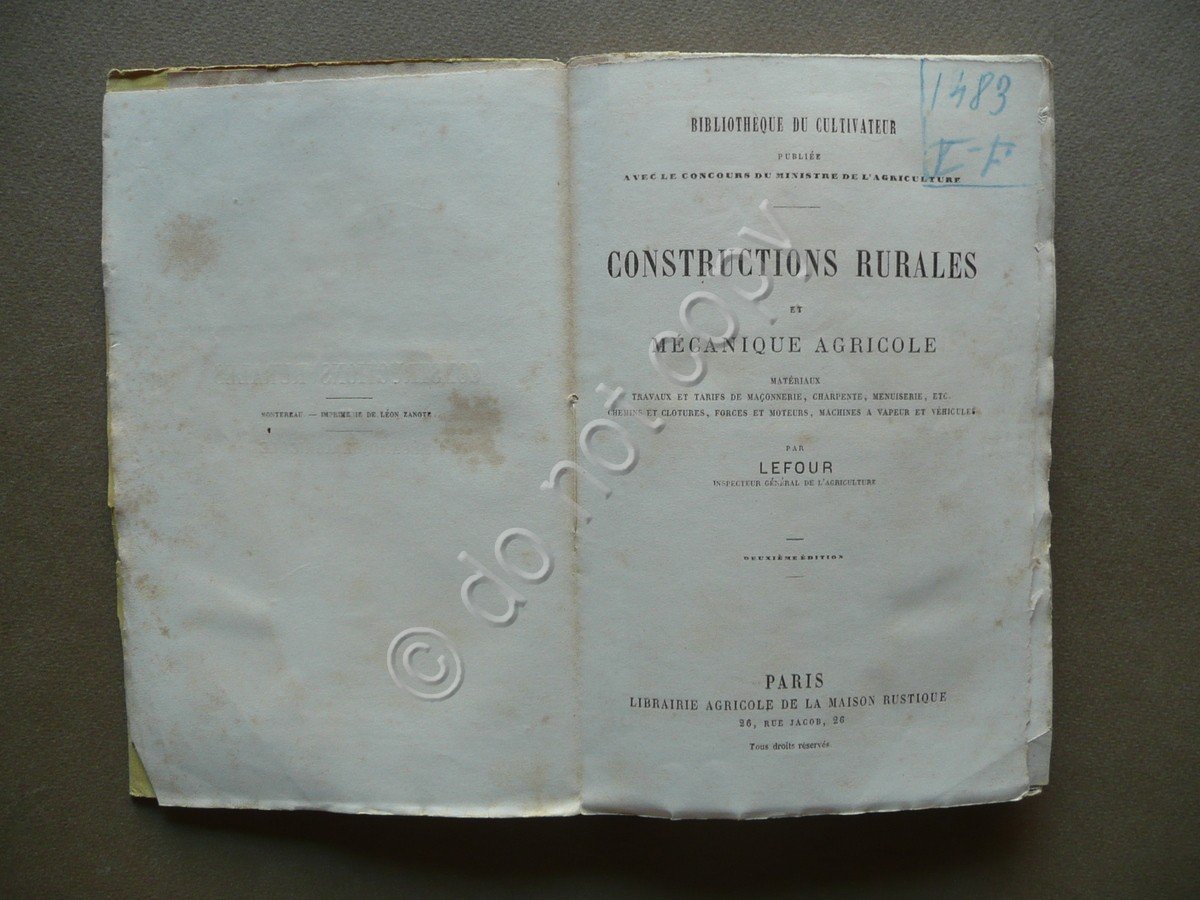 MONTEREAU. — IMPRIMERIE DE LÉON ZANOTE
1483
I-F
BIBLIOTHÈQUE DU CULTIVATEUR
PUBLIÉE
AVEC LE CONCOURS DU MINISTRE DE L'AGRICULTURE
CONSTRUCTIONS RURALES
ET
MÉCANIQUE AGRICOLE
MATÉRIAUX
TRAVAUX ET TARIFS DE MAÇONNERIE, CHARPENTE, MENUISERIE, ETC.
CHEMINS ET CLOTURES, FORCES ET MOTEURS, MACHINES A VAPEUR ET VÉHICULES
PAR
LEFOUR
INSPECTEUR GÉNÉRAL DE L'AGRICULTURE
DEUXIÈME ÉDITION
PARIS
LIBRAIRIE AGRICOLE DE LA MAISON RUSTIQUE
26, RUE JACOB, 26
Tous droits réservés
© do not copy